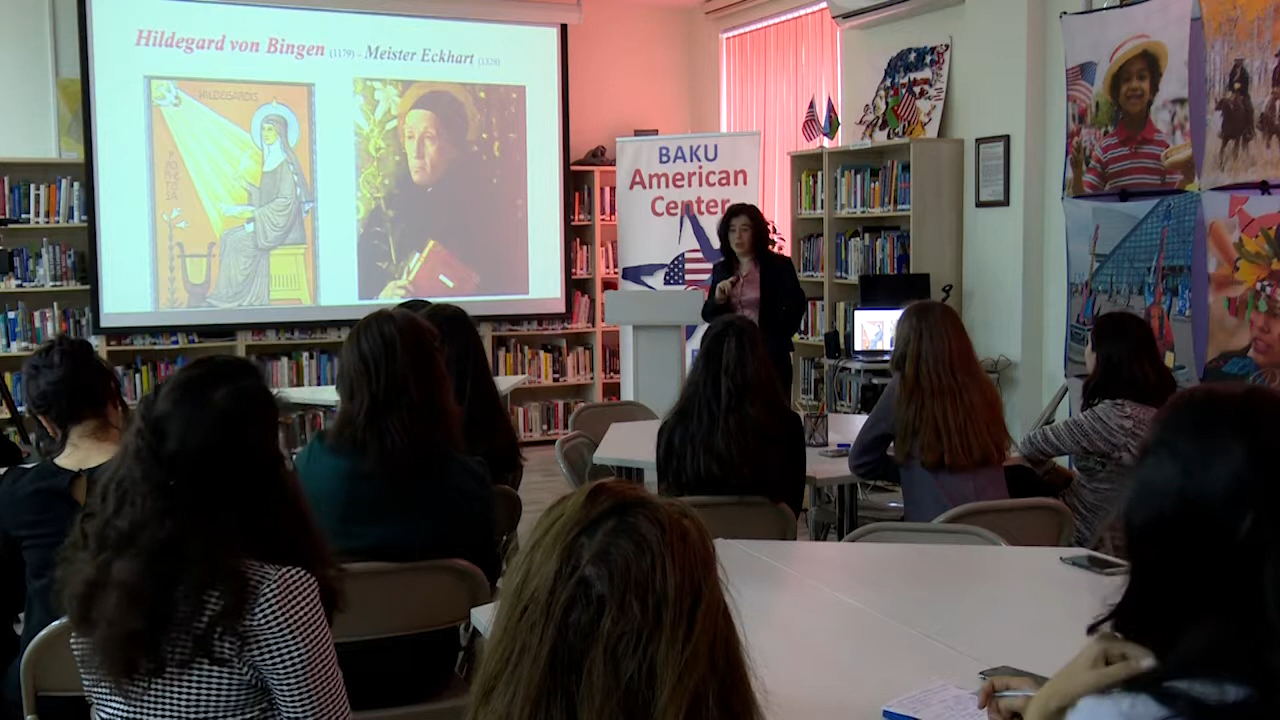 Hildegard von Bingen (1179) - Meister Eckhart (1328)
HILDEGARDIS
BAKU
American
Center